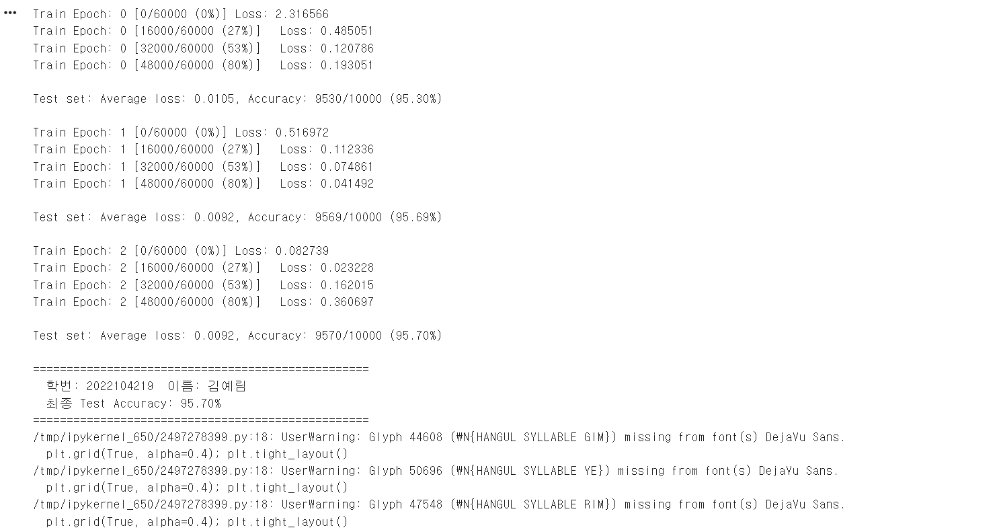 Train Epoch: 0 [0/60000 (0%)] Loss: 2.316566
Train Epoch: 0 [16000/60000 (27%)]   Loss: 0.485051
Train Epoch: 0 [32000/60000 (53%)]   Loss: 0.120786
Train Epoch: 0 [48000/60000 (80%)]   Loss: 0.193051

Test set: Average loss: 0.0105, Accuracy: 9530/10000 (95.30%)

Train Epoch: 1 [0/60000 (0%)] Loss: 0.516972
Train Epoch: 1 [16000/60000 (27%)]   Loss: 0.112336
Train Epoch: 1 [32000/60000 (53%)]   Loss: 0.074861
Train Epoch: 1 [48000/60000 (80%)]   Loss: 0.041492

Test set: Average loss: 0.0092, Accuracy: 9569/10000 (95.69%)

Train Epoch: 2 [0/60000 (0%)] Loss: 0.082739
Train Epoch: 2 [16000/60000 (27%)]   Loss: 0.023228
Train Epoch: 2 [32000/60000 (53%)]   Loss: 0.162015
Train Epoch: 2 [48000/60000 (80%)]   Loss: 0.360697

Test set: Average loss: 0.0092, Accuracy: 9570/10000 (95.70%)

==================================================
  학번: 2022104219  이름: 김예림
  최종 Test Accuracy: 95.70%
==================================================
/tmp/ipykernel_650/2497278399.py:18: UserWarning: Glyph 44608 (₩N{HANGUL SYLLABLE GIM}) missing from font(s) DejaVu Sans.
  plt.grid(True, alpha=0.4); plt.tight_layout()
/tmp/ipykernel_650/2497278399.py:18: UserWarning: Glyph 50696 (₩N{HANGUL SYLLABLE YE}) missing from font(s) DejaVu Sans.
  plt.grid(True, alpha=0.4); plt.tight_layout()
/tmp/ipykernel_650/2497278399.py:18: UserWarning: Glyph 47548 (₩N{HANGUL SYLLABLE RIM}) missing from font(s) DejaVu Sans.
  plt.grid(True, alpha=0.4); plt.tight_layout()